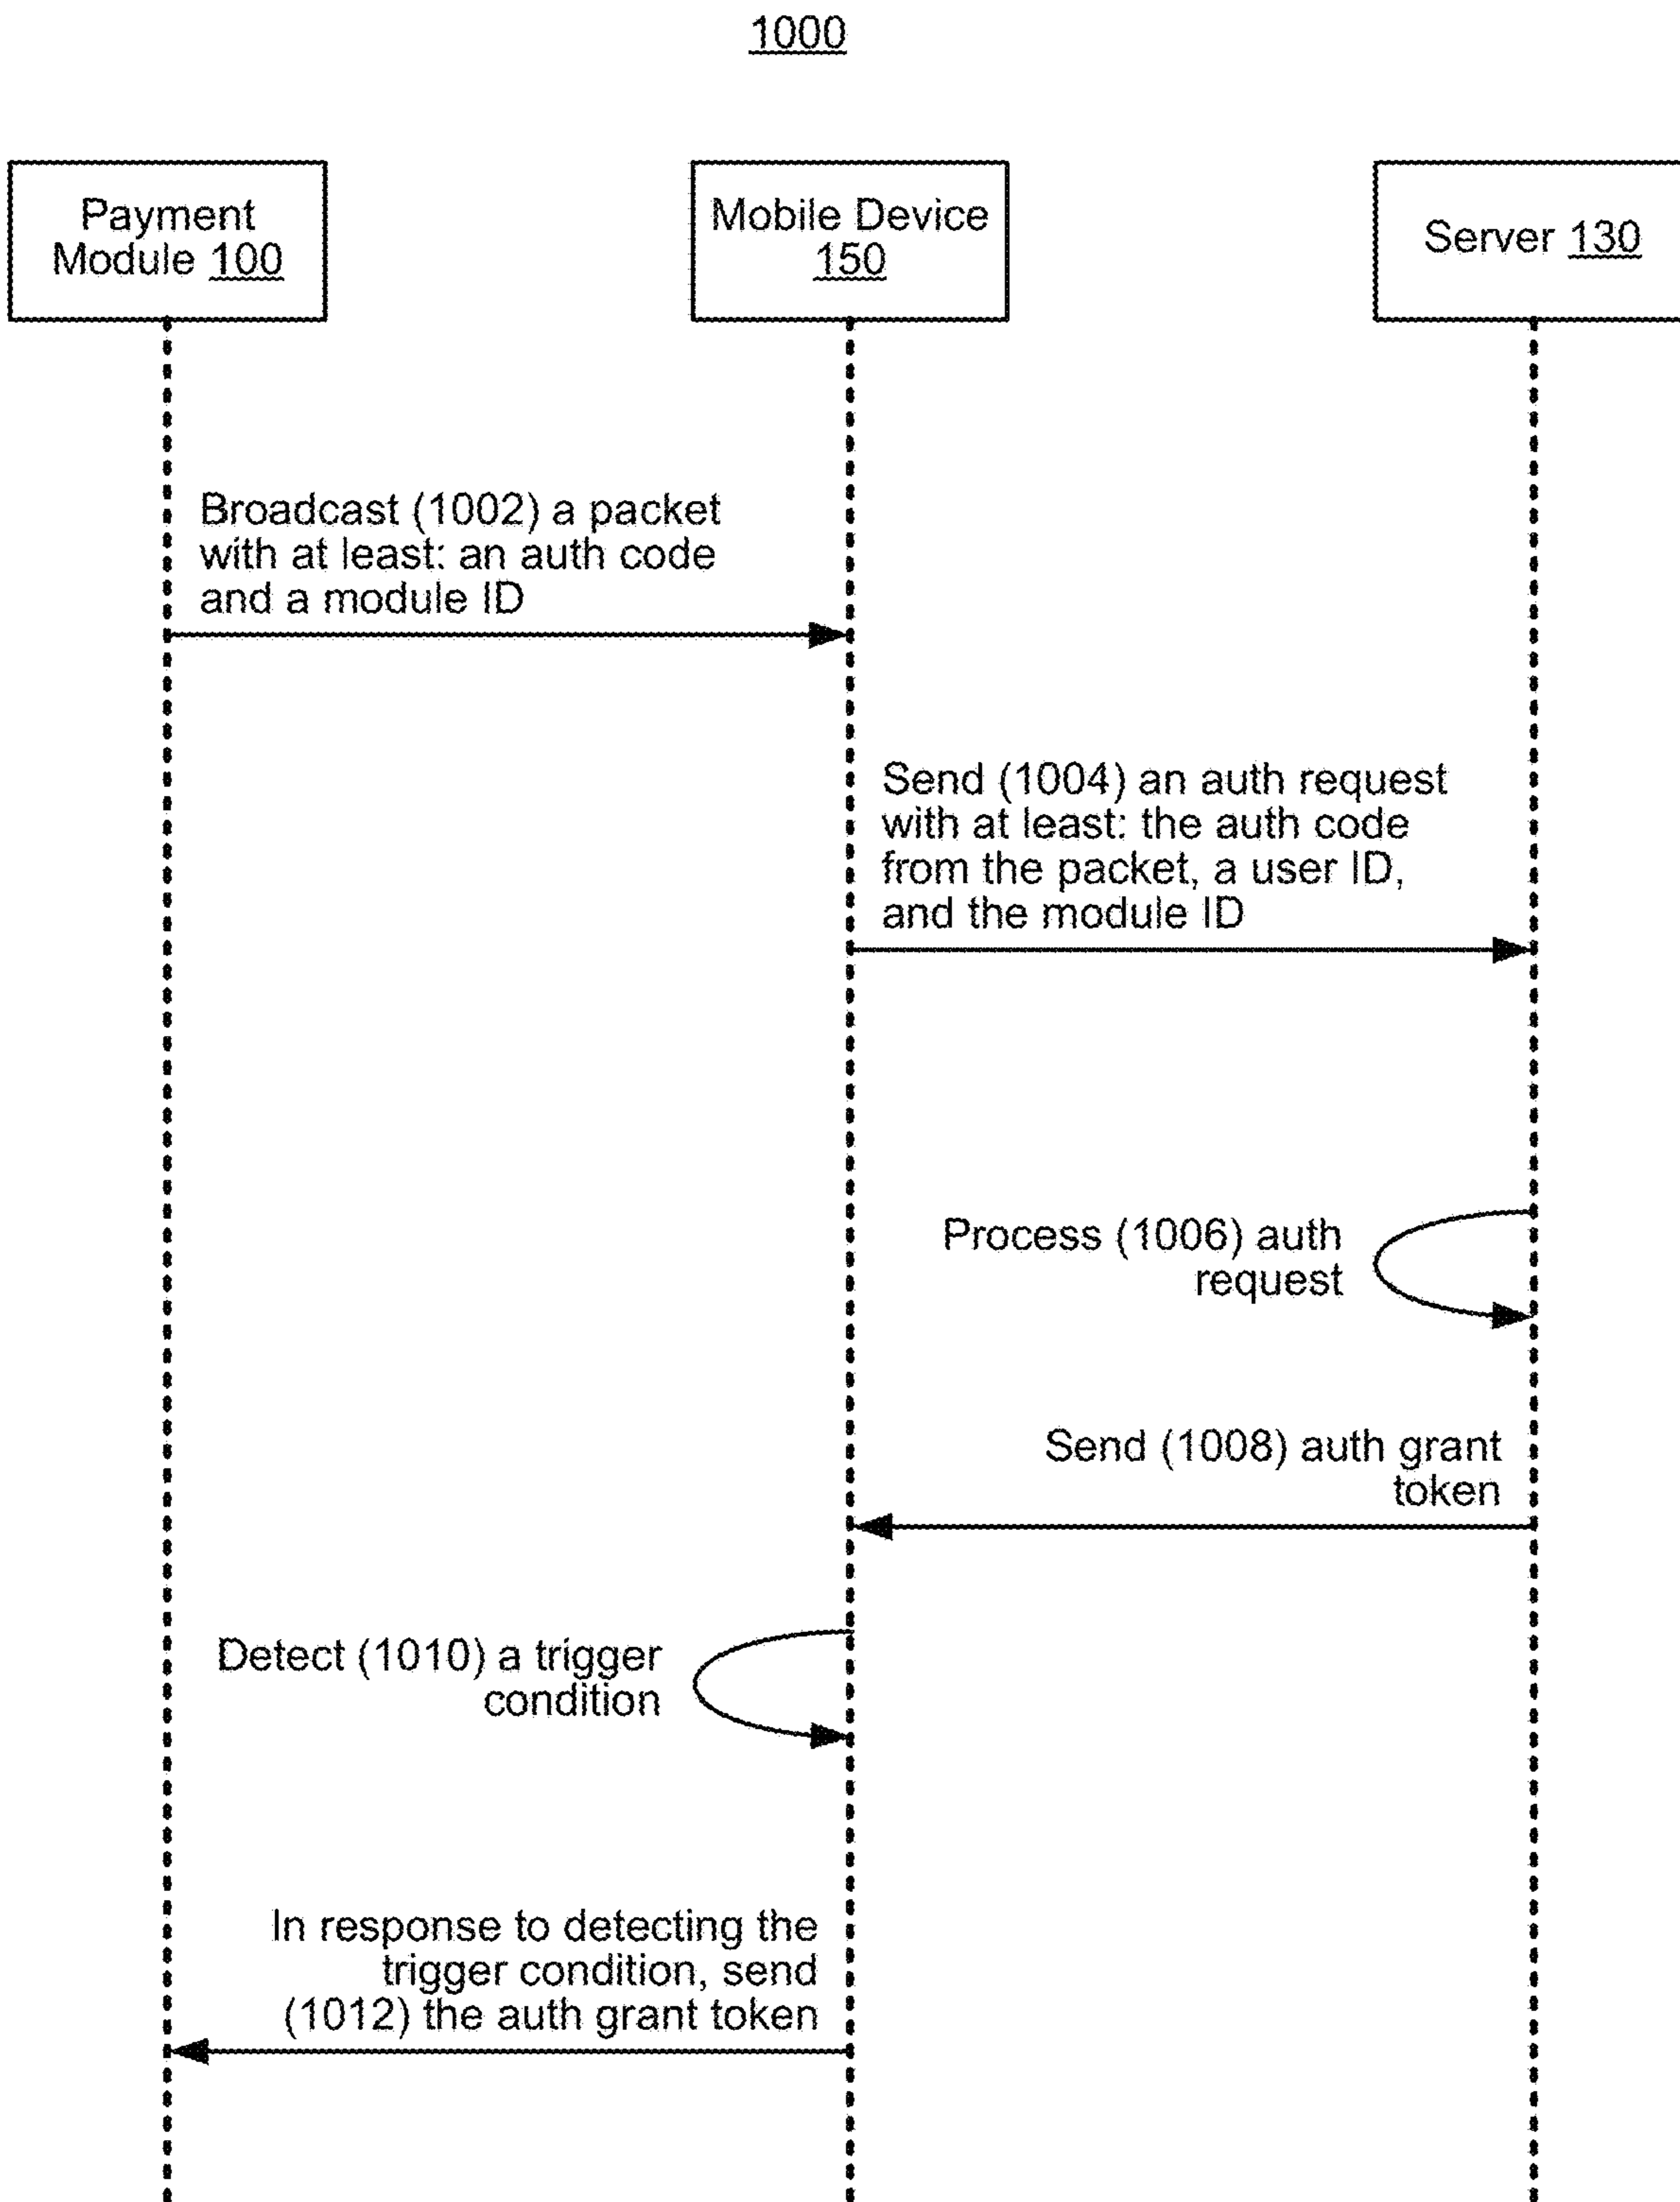 1000
Payment
Module 100
Mobile Device
150
Server 130
Broadcast (1002) a packet
with at least: an auth code
and a module ID
Send (1004) an auth request
with at least: the auth code
from the packet, a user ID,
and the module ID
Process (1006) auth
request
Send (1008) auth grant
token
Detect (1010) a trigger
condition
In response to detecting the
trigger condition, send
(1012) the auth grant token